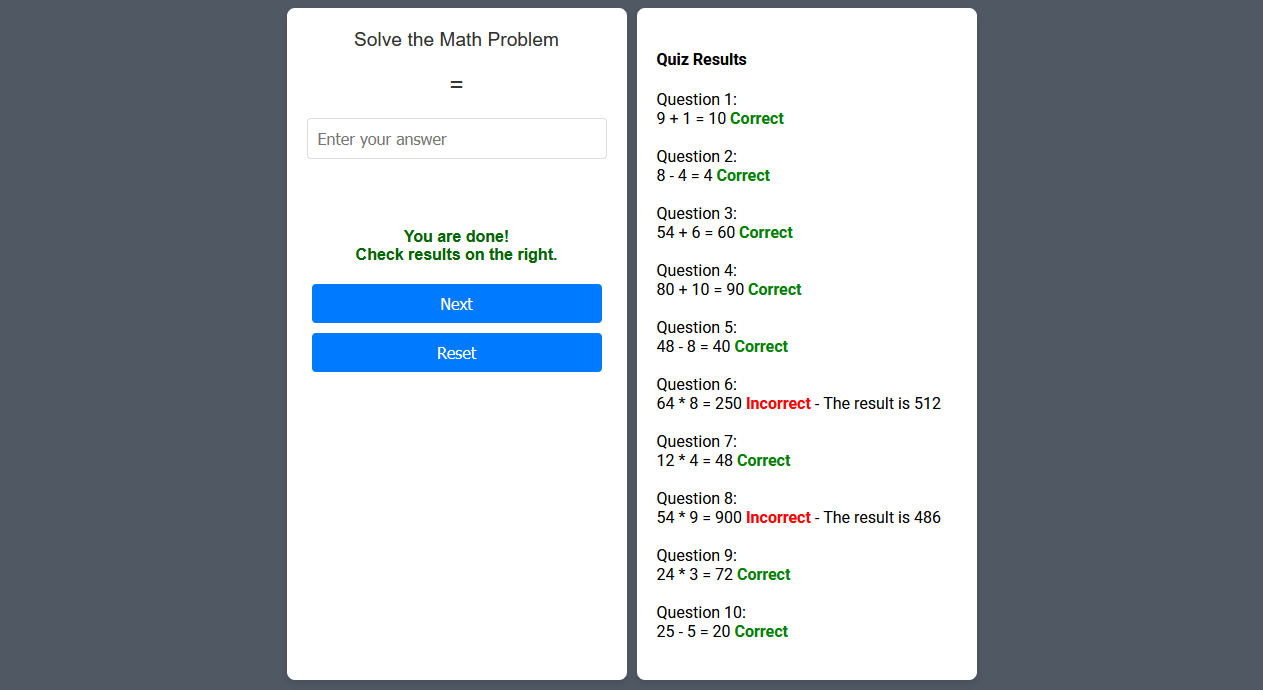 Solve the Math Problem
=
Enter your answer
You are done!
Check results on the right.
Next
Reset
Quiz Results
Question 1:
9 + 1 = 10 Correct
Question 2:
8 - 4 = 4 Correct
Question 3:
54 + 6 = 60 Correct
Question 4:
80 + 10 = 90 Correct
Question 5:
48 - 8 = 40 Correct
Question 6:
64 * 8 = 250 Incorrect - The result is 512
Question 7:
12 * 4 = 48 Correct
Question 8:
54 * 9 = 900 Incorrect - The result is 486
Question 9:
24 * 3 = 72 Correct
Question 10:
25 - 5 = 20 Correct